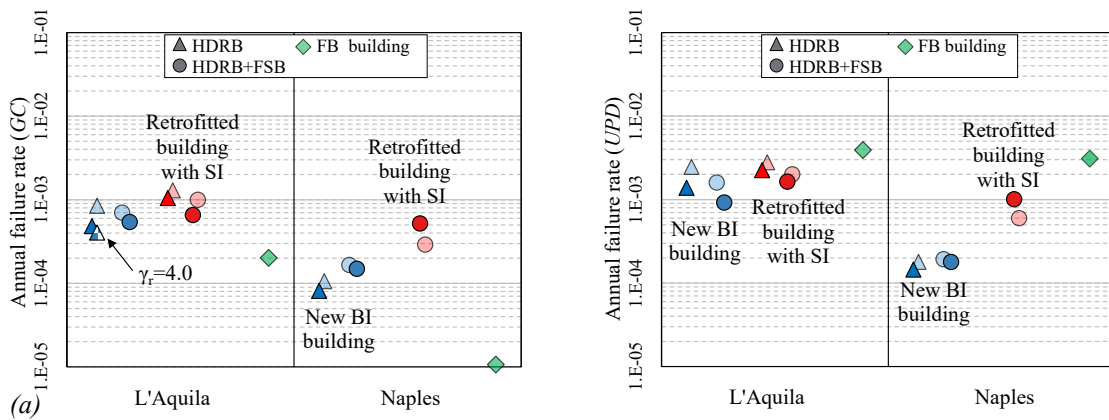 Annual failure rate (GC)
1.E-01
1.E-02
1.E-03
1.E-04
1.E-05
HDRB
FB building
HDRB+FSB
Retrofitted
building
with SI
Retrofitted
building
with SI
γr=4.0
New BI
building
L'Aquila
Naples
(a)
Annual failure rate (UPD)
1.E-01
1.E-02
1.E-03
1.E-04
1.E-05
HDRB
FB building
HDRB+FSB
Retrofitted
building
with SI
New BI
building
Retrofitted
building
with SI
New BI
building
L'Aquila
Naples